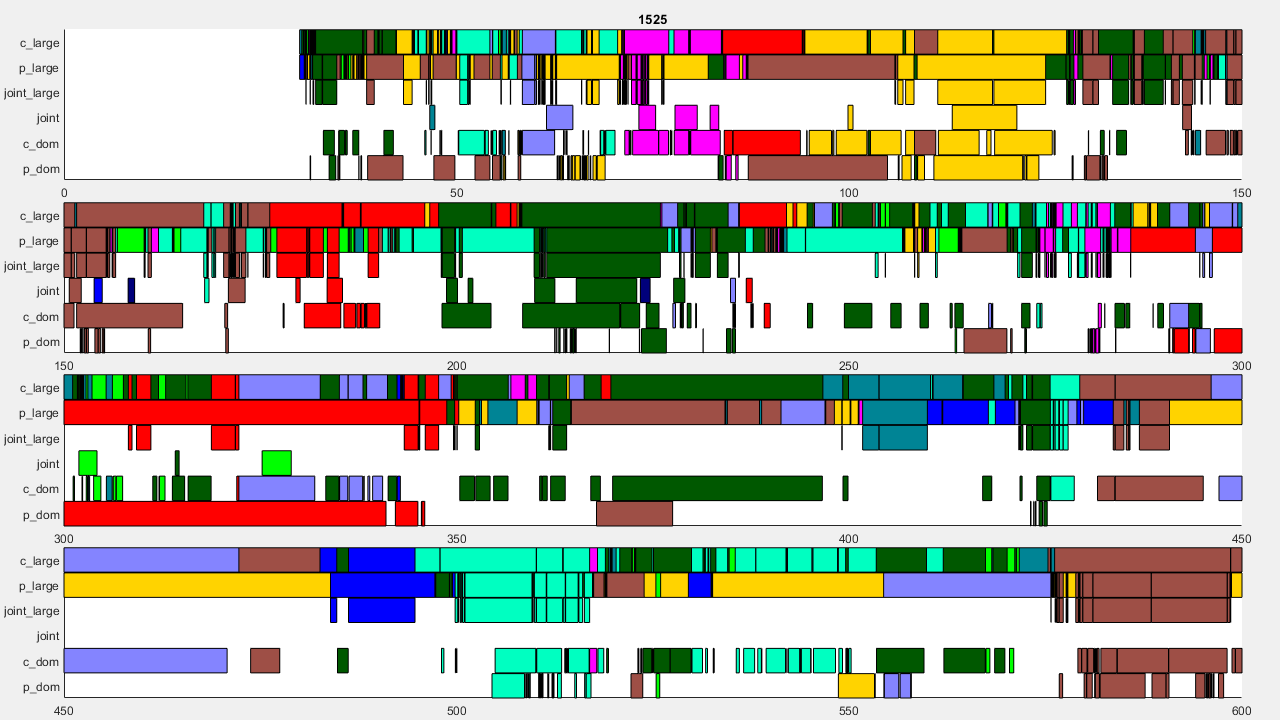 1525
c_large
p_large
joint_large
joint
c_dom
p_dom
0 50 100 150
c_large
p_large
joint_large
joint
c_dom
p_dom
150 200 250 300
c_large
p_large
joint_large
joint
c_dom
p_dom
300 350 400 450
c_large
p_large
joint_large
joint
c_dom
p_dom
450 500 550 600